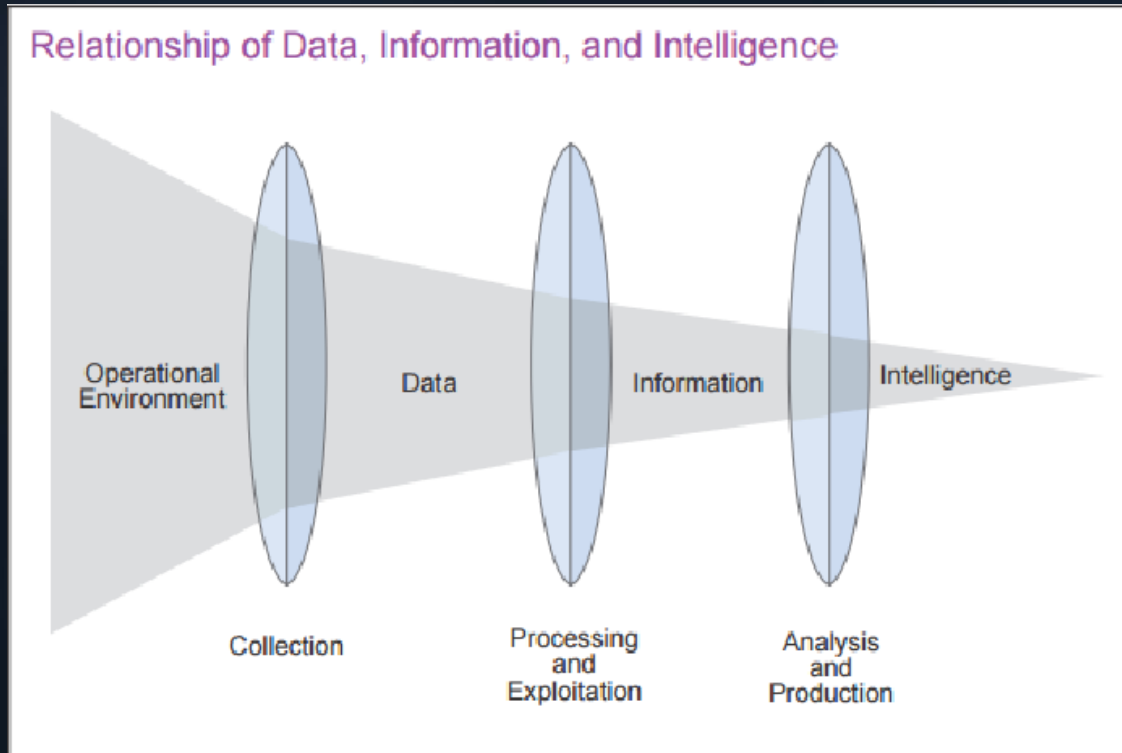 Relationship of Data, Information, and Intelligence
Operational
Environment
Data
Information
Intelligence
Collection
Processing
and
Exploitation
Analysis
and
Production